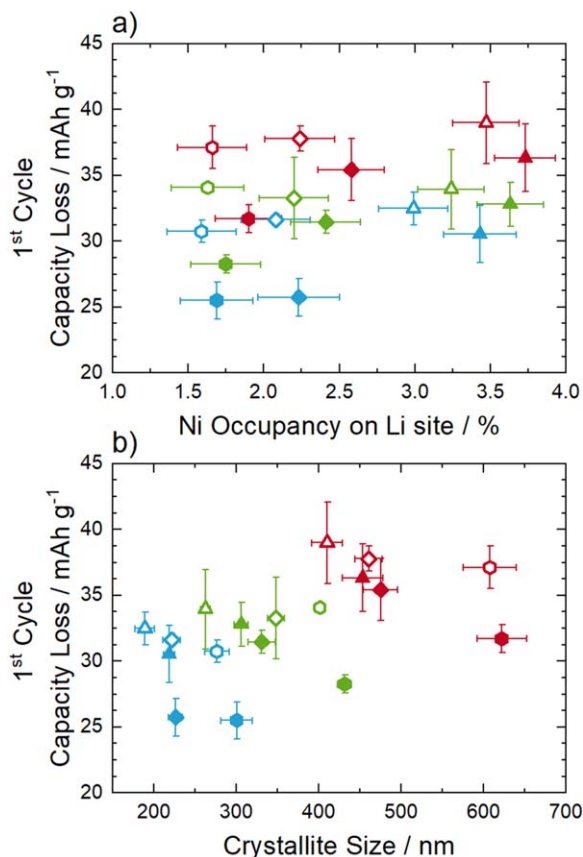 a)
45
40
35
30
25
20
1st Cycle
Capacity Loss / mAh g-1
1.0 1.5 2.0 2.5 3.0 3.5 4.0
Ni Occupancy on Li site / %
b)
45
40
35
30
25
20
1st Cycle
Capacity Loss / mAh g-1
200 300 400 500 600 700
Crystallite Size / nm